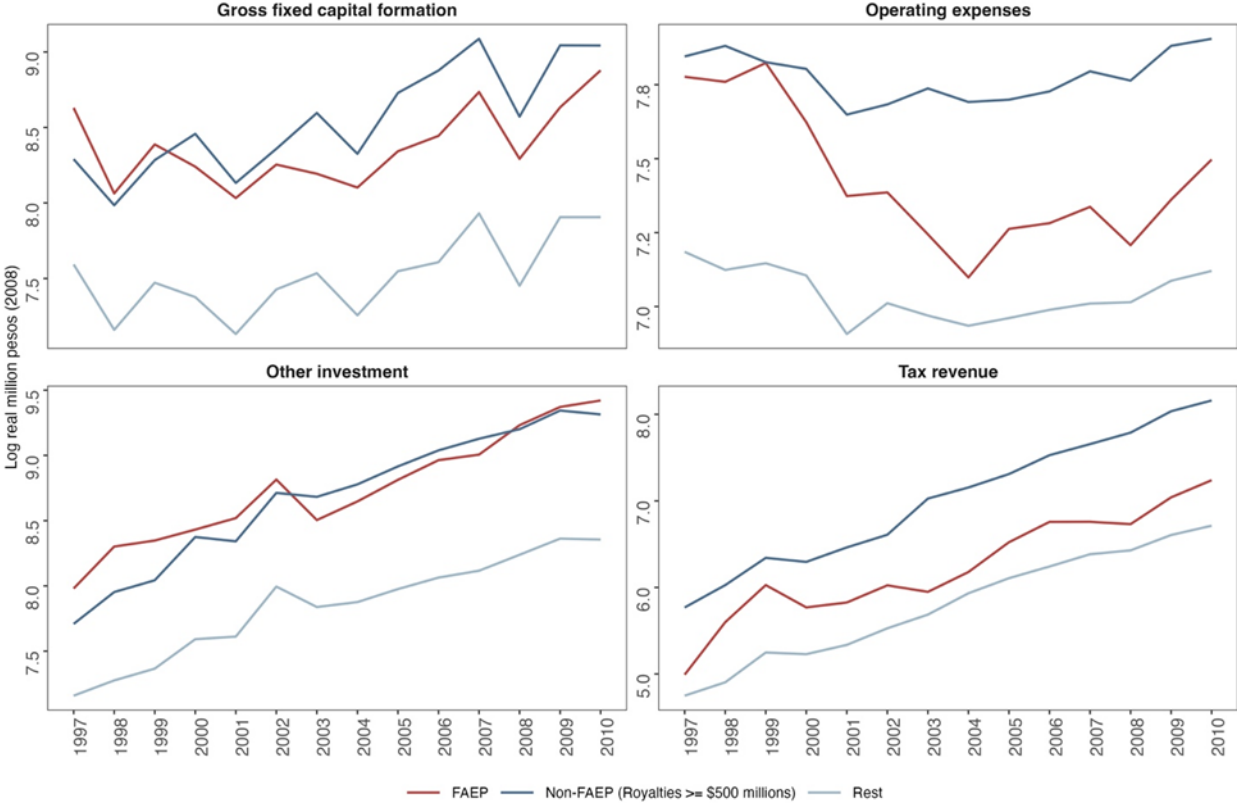 Gross fixed capital formation
Operating expenses
Log real million pesos (2008)
9.0
8.5
8.0
7.5
7.8
7.5
7.2
7.0
Other investment
Tax revenue
9.5
9.0
8.5
8.0
7.5
8.0
7.0
6.0
5.0
1997 1998 1999 2000 2001 2002 2003 2004 2005 2006 2007 2008 2009 2010
1997 1998 1999 2000 2001 2002 2003 2004 2005 2006 2007 2008 2009 2010
FAEP Non-FAEP (Royalties >= $500 millions) Rest